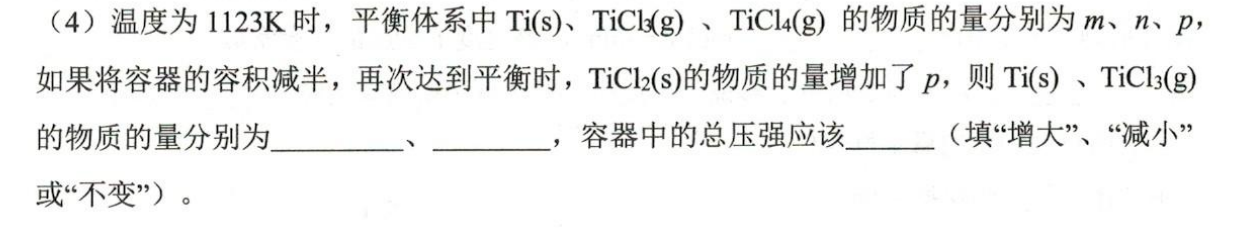 （4）温度为 1123K 时，平衡体系中 Ti(s)、TiCl₃(g) 、TiCl₄(g) 的物质的量分别为 m、n、p，
如果将容器的容积减半，再次达到平衡时，TiCl₂(s)的物质的量增加了 p，则 Ti(s) 、TiCl₃(g)
的物质的量分别为__________、_________，容器中的总压强应该_______（填“增大”、“减小”
或“不变”）。